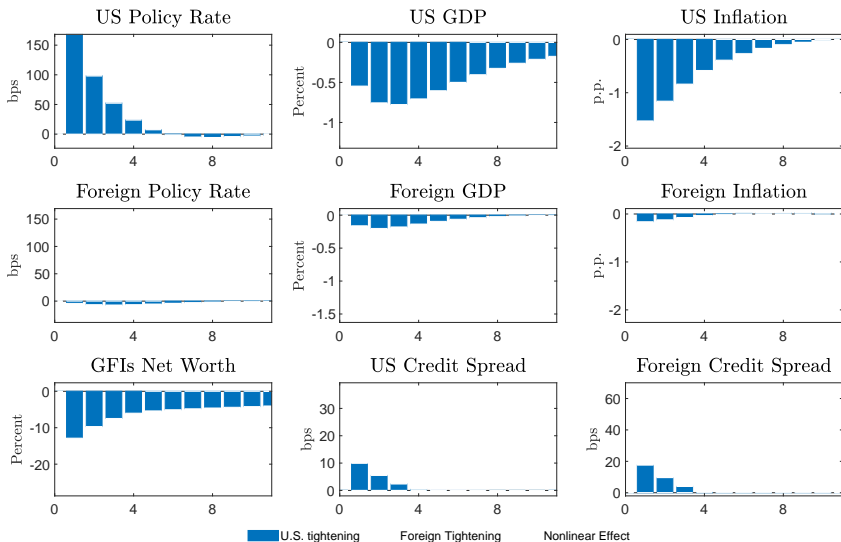 US Policy Rate
US GDP
US Inflation
150
100
50
0
bps
0 4 8
0
-0.5
-1
Percent
0 4 8
0
-1
-2
p.p.
0 4 8
Foreign Policy Rate
Foreign GDP
Foreign Inflation
150
100
50
0
bps
0 4 8
0
-0.5
-1
-1.5
Percent
0 4 8
0
-1
-2
p.p.
0 4 8
GFIs Net Worth
US Credit Spread
Foreign Credit Spread
0
-10
-20
Percent
0 4 8
30
20
10
0
bps
0 4 8
60
40
20
0
bps
0 4 8
U.S. tightening Foreign Tightening Nonlinear Effect